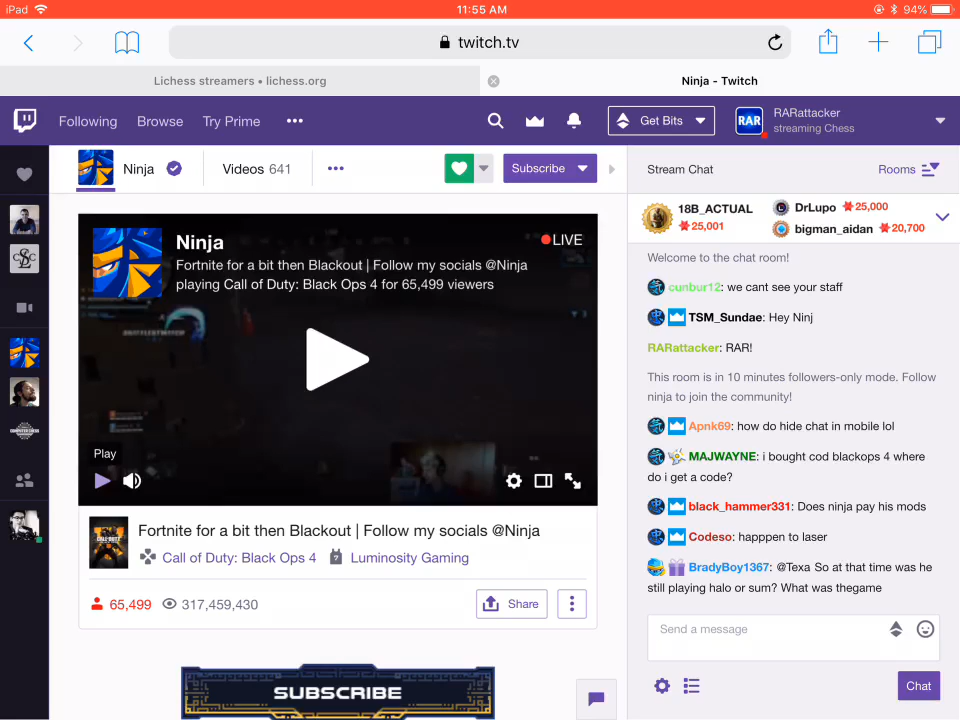 iPad 11:55 AM 94%
twitch.tv
Lichess streamers • lichess.org
Ninja - Twitch
Following Browse Try Prime ••• Get Bits RAR RARattacker
streaming Chess
Ninja Videos 641 ••• Subscribe
Ninja
LIVE
Fortnite for a bit then Blackout | Follow my socials @Ninja
playing Call of Duty: Black Ops 4 for 65,499 viewers
Play
Fortnite for a bit then Blackout | Follow my socials @Ninja
Call of Duty: Black Ops 4 Luminosity Gaming
65,499 317,459,430 Share
SUBSCRIBE
Stream Chat Rooms
18B_ACTUAL
25,001
DrLupo 25,000
bigman_aidan 20,700
Welcome to the chat room!
cunbur12: we cant see your staff
TSM_Sundae: Hey Ninj
RARattacker: RAR!
This room is in 10 minutes followers-only mode. Follow
ninja to join the community!
Apnk69: how do hide chat in mobile lol
MAJWAYNE: i bought cod blackops 4 where
do i get a code?
black_hammer331: Does ninja pay his mods
Codeso: happpen to laser
BradyBoy1367: @Texa So at that time was he
still playing halo or sum? What was thegame
Send a message
Chat